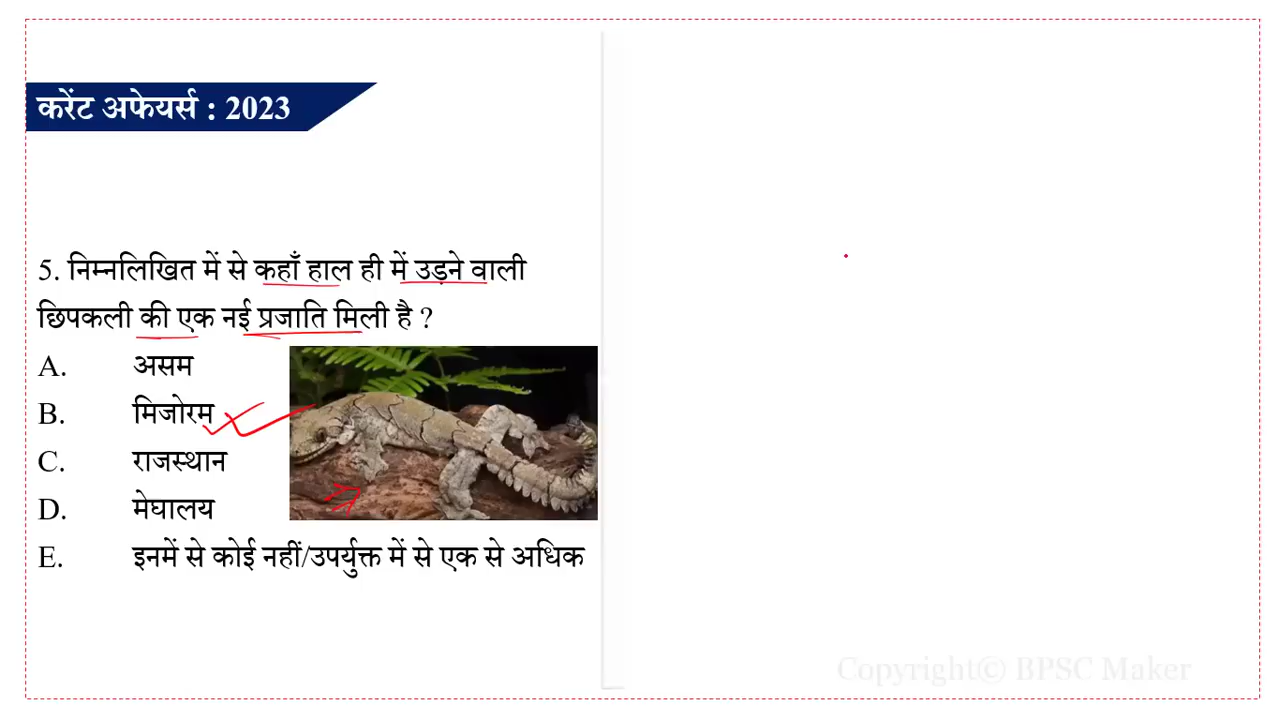 करेंट अफेयर्स : 2023
5. निम्नलिखित में से कहाँ हाल ही में उड़ने वाली
छिपकली की एक नई प्रजाति मिली है ?
A. असम
B. मिजोरम
C. राजस्थान
D. मेघालय
E. इनमें से कोई नहीं/उपर्युक्त में से एक से अधिक
Copyright© BPSC Maker